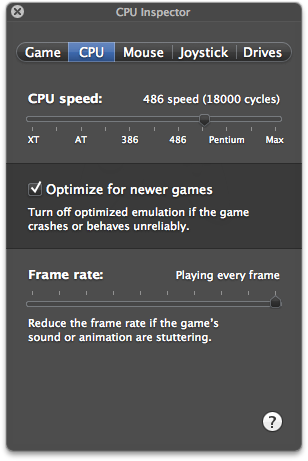 CPU Inspector
Game CPU Mouse Joystick Drives
CPU speed: 486 speed (18000 cycles)
XT AT 386 486 Pentium Max
Optimize for newer games
Turn off optimized emulation if the game
crashes or behaves unreliably.
Frame rate: Playing every frame
Reduce the frame rate if the game's
sound or animation are stuttering.
?